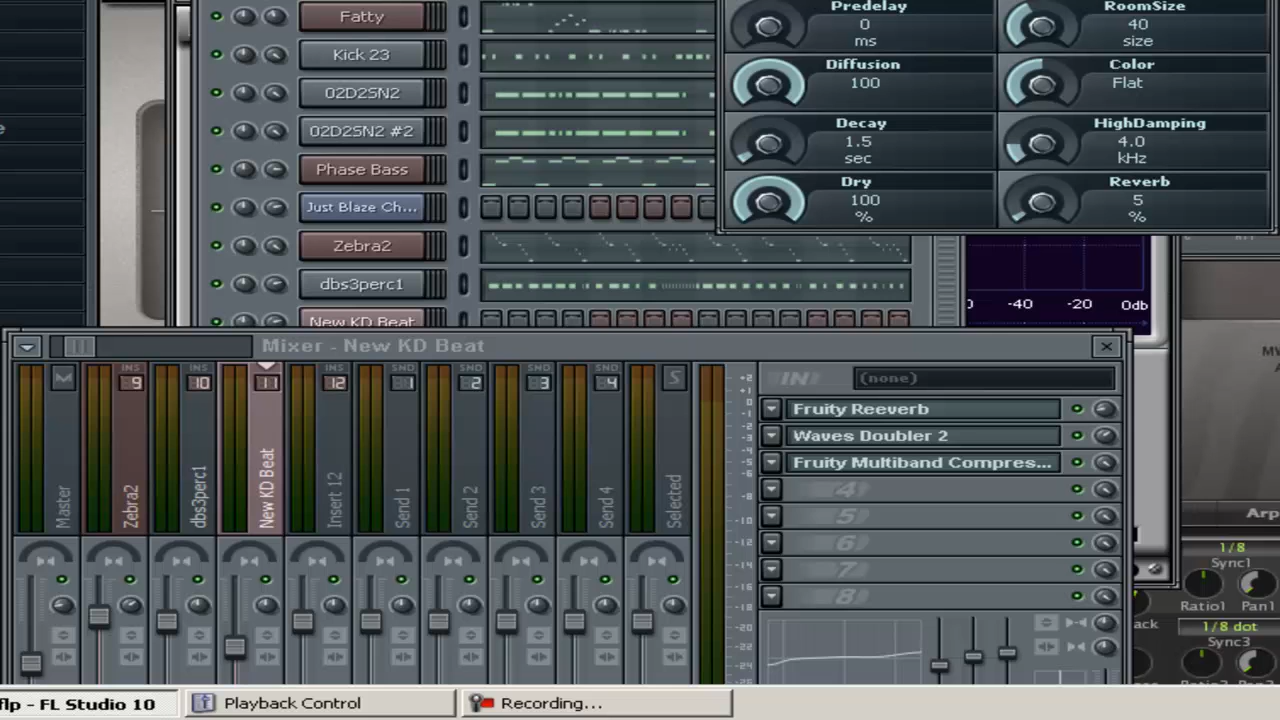 Fatty
Kick 23
02D2SN2
02D2SN2 #2
Phase Bass
Just Blaze Ch...
Zebra2
dbs3perc1
New KD Beat
Predelay
0
ms
RoomSize
40
size
Diffusion
100
Color
Flat
Decay
1.5
sec
HighDamping
4.0
kHz
Dry
100
%
Reverb
5
%
-40 -20 0db
Mixer - New KD Beat
INS 9
INS 10
INS 11
INS 12
SND 1
SND 2
SND 3
SND 4
M
S
Master
Zebra2
dbs3perc1
New KD Beat
Insert 12
Send 1
Send 2
Send 3
Send 4
Selected
IN (none)
Fruity Reeverb
Waves Doubler 2
Fruity Multiband Compres...
4
5
6
7
8
Arp
1/8
Sync1
Ratio1 Pan1
ack
1/8 dot
Sync3
flp - FL Studio 10
Playback Control
Recording...